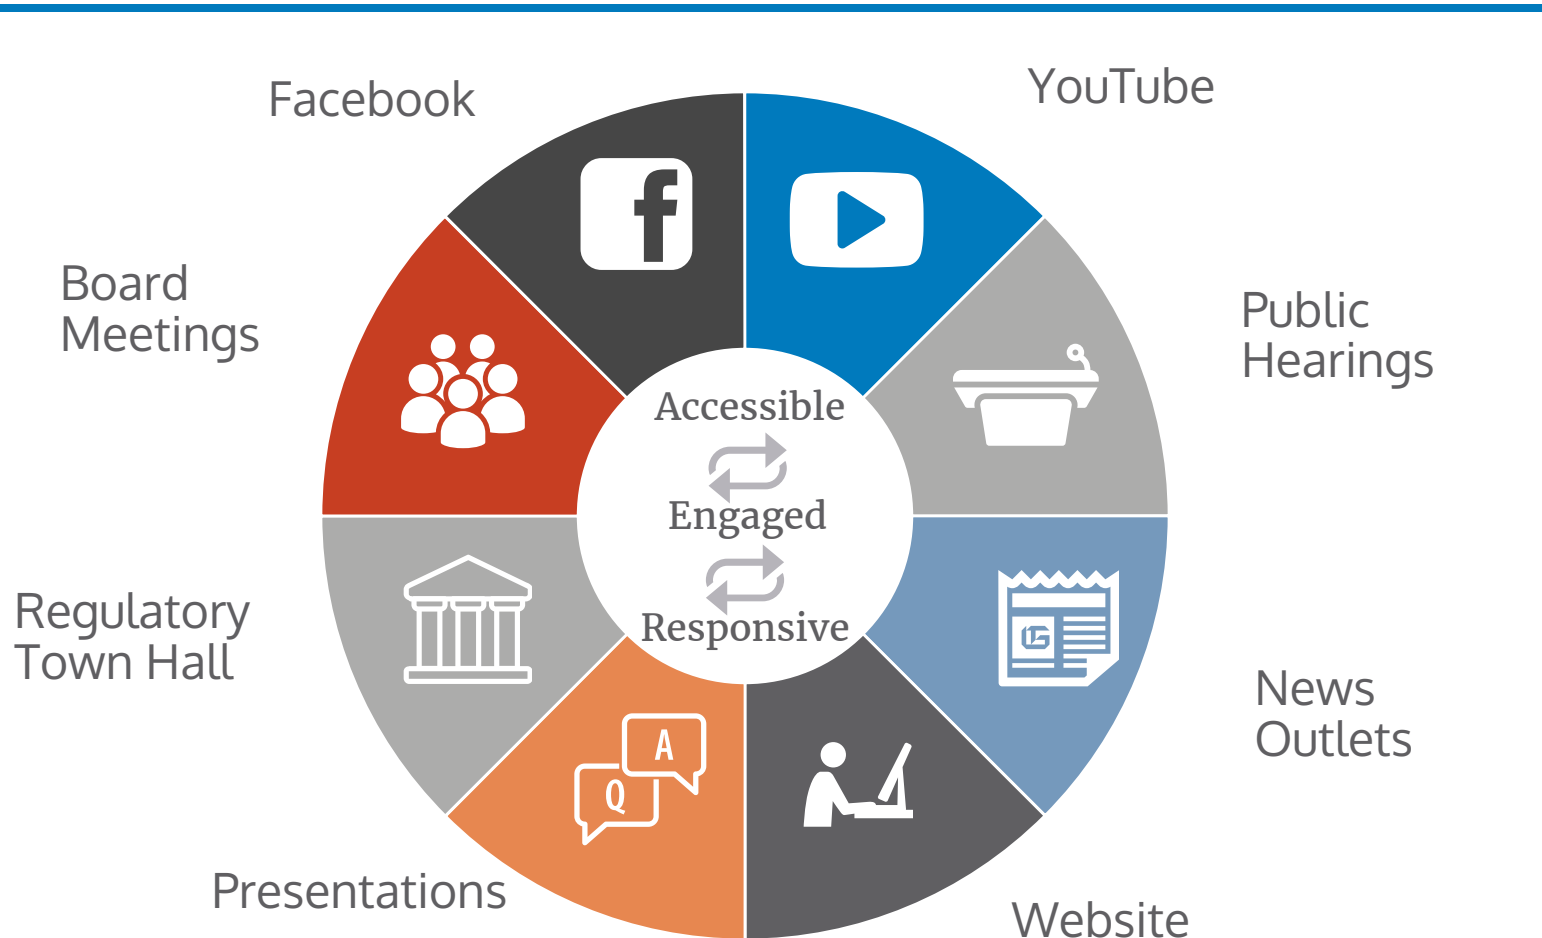 Facebook
YouTube
Board
Meetings
Public
Hearings
Accessible
Engaged
Responsive
Regulatory
Town Hall
News
Outlets
A
Q
Presentations
Website